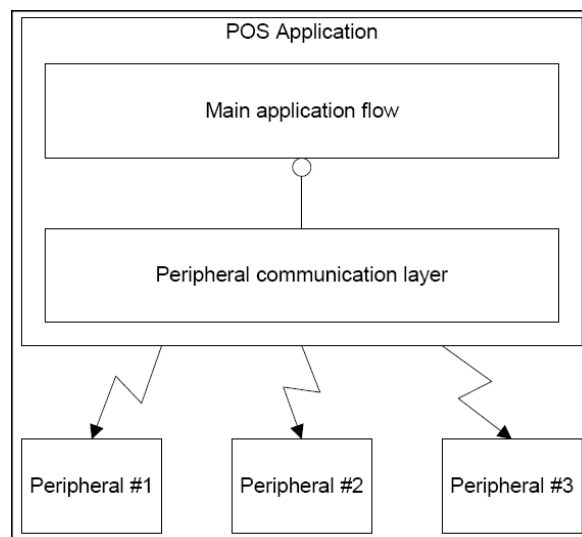 POS Application
Main application flow
Peripheral communication layer
Peripheral #1
Peripheral #2
Peripheral #3